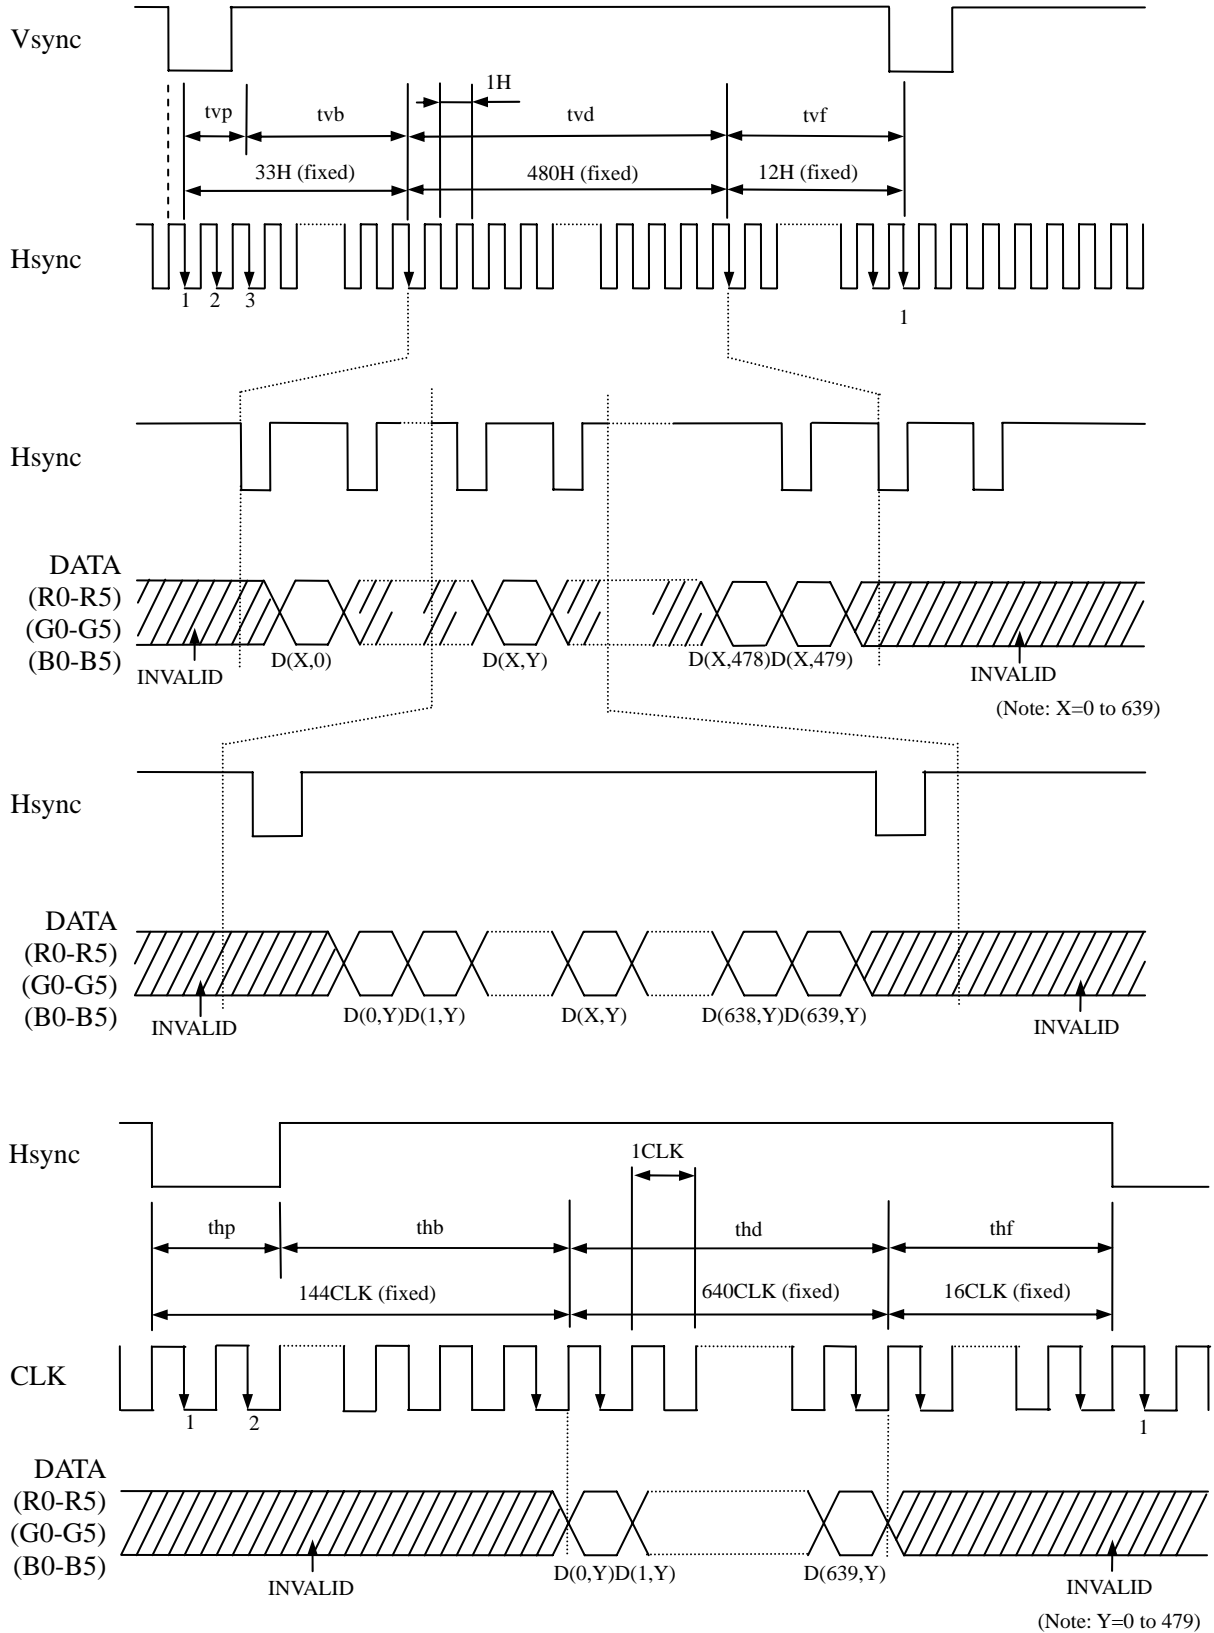 Vsync
1H
tvp tvb tvd tvf
33H (fixed) 480H (fixed) 12H (fixed)
Hsync
1 2 3 1
Hsync
DATA
(R0-R5)
(G0-G5)
(B0-B5)
D(X,0) D(X,Y) D(X,478)D(X,479)
INVALID INVALID
(Note: X=0 to 639)
Hsync
DATA
(R0-R5)
(G0-G5)
(B0-B5)
D(0,Y)D(1,Y) D(X,Y) D(638,Y)D(639,Y)
INVALID INVALID
Hsync
1CLK
thp thb thd thf
144CLK (fixed) 640CLK (fixed) 16CLK (fixed)
CLK
1 2 1
DATA
(R0-R5)
(G0-G5)
(B0-B5)
D(0,Y)D(1,Y) D(639,Y)
INVALID INVALID
(Note: Y=0 to 479)